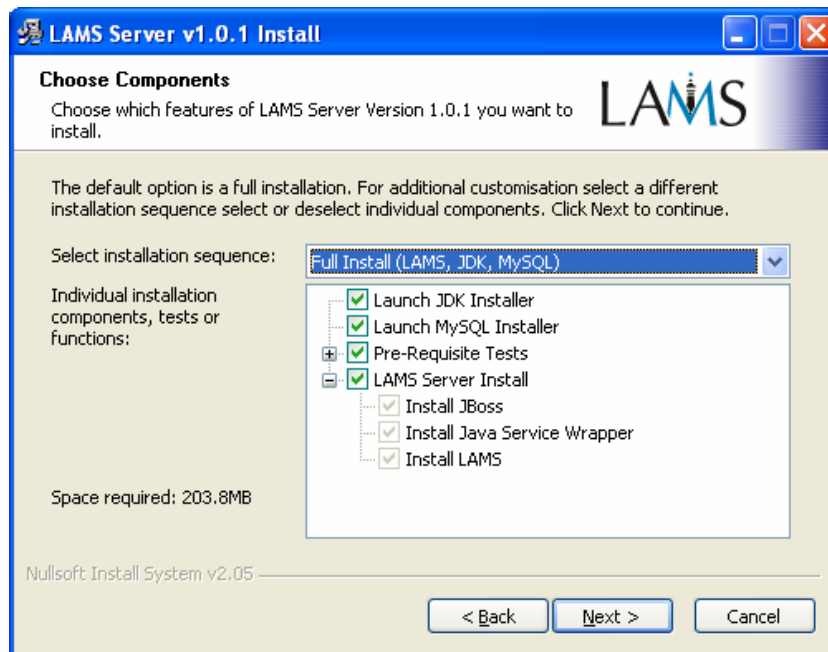 LAMS Server v1.0.1 Install
Choose Components
Choose which features of LAMS Server Version 1.0.1 you want to
install.
LAMS
The default option is a full installation. For additional customisation select a different
installation sequence select or deselect individual components. Click Next to continue.
Select installation sequence:
Full Install (LAMS, JDK, MySQL)
Individual installation
components, tests or
functions:
Launch JDK Installer
Launch MySQL Installer
Pre-Requisite Tests
LAMS Server Install
Install JBoss
Install Java Service Wrapper
Install LAMS
Space required: 203.8MB
Nullsoft Install System v2.05
< Back
Next >
Cancel